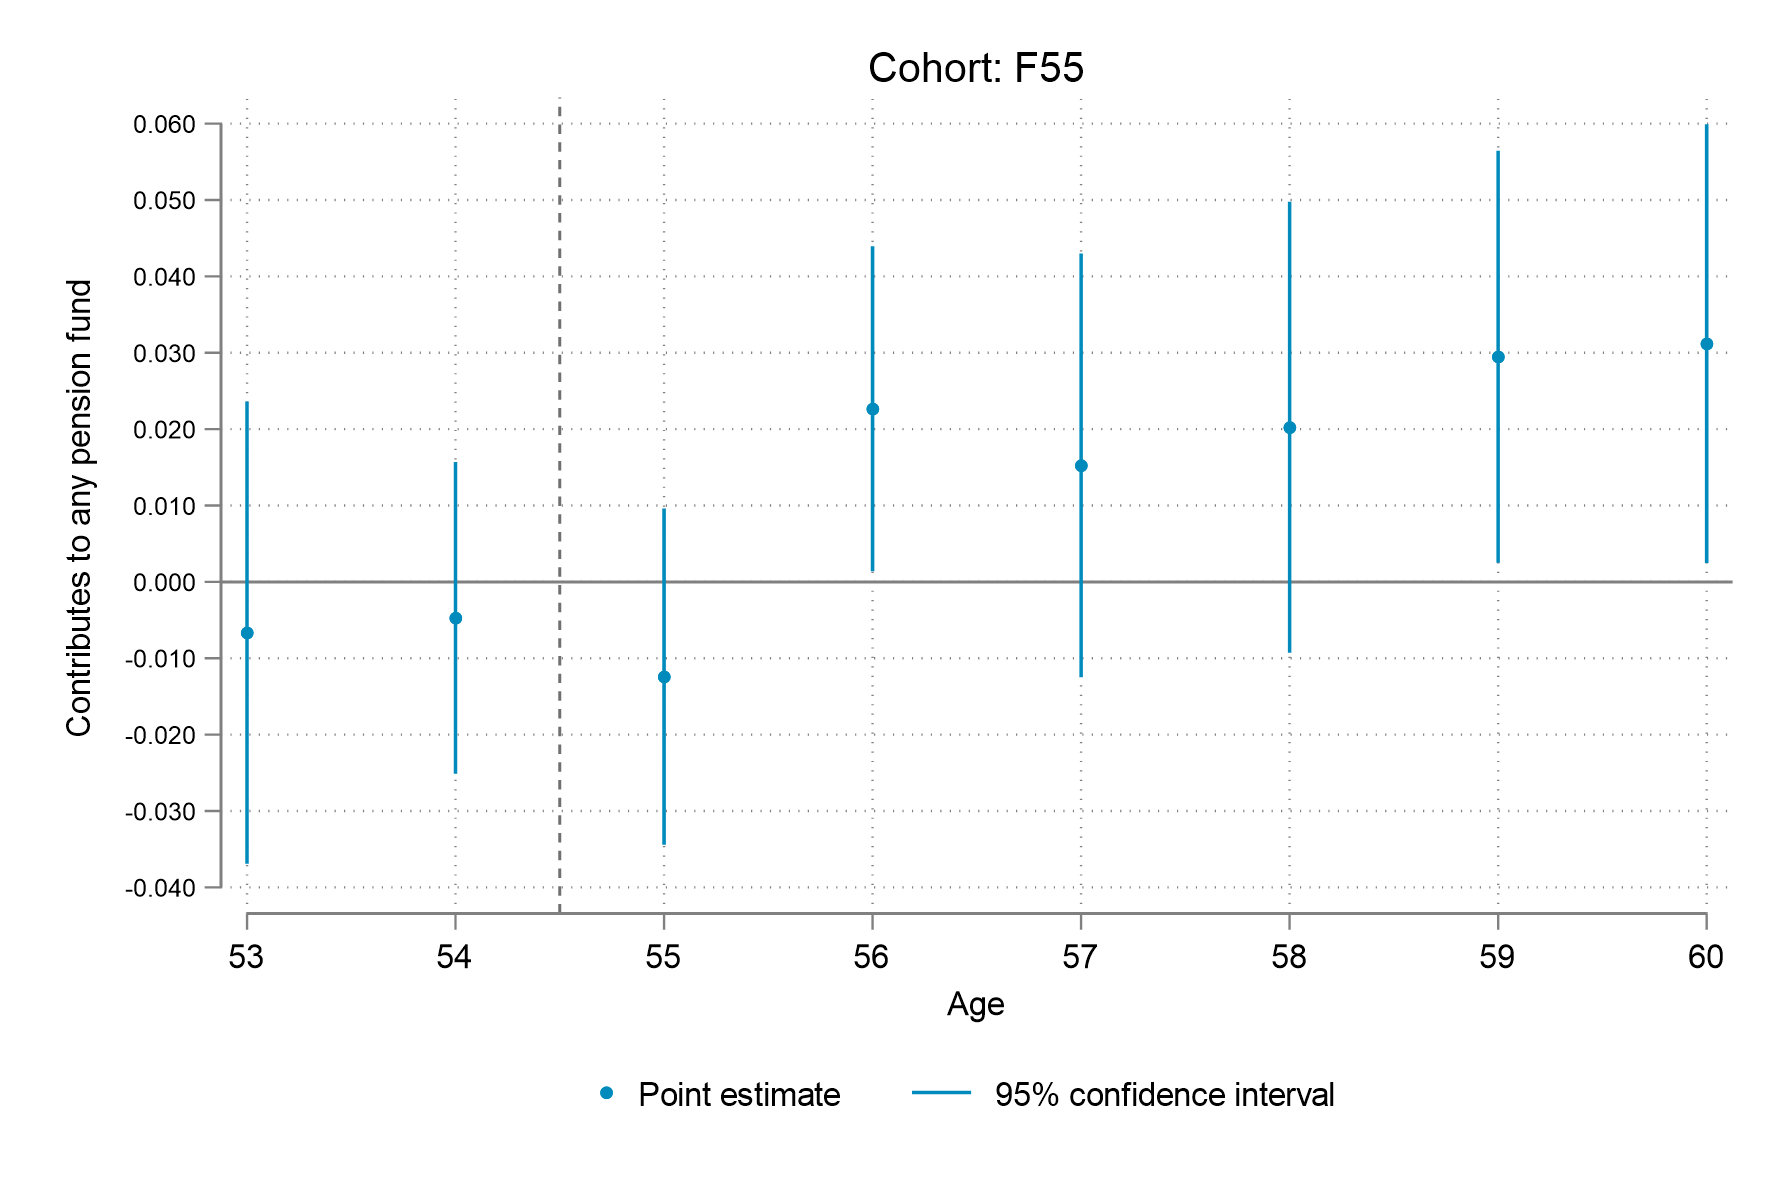 Cohort: F55
Contributes to any pension fund
0.060
0.050
0.040
0.030
0.020
0.010
0.000
-0.010
-0.020
-0.030
-0.040
53 54 55 56 57 58 59 60
Age
Point estimate 95% confidence interval